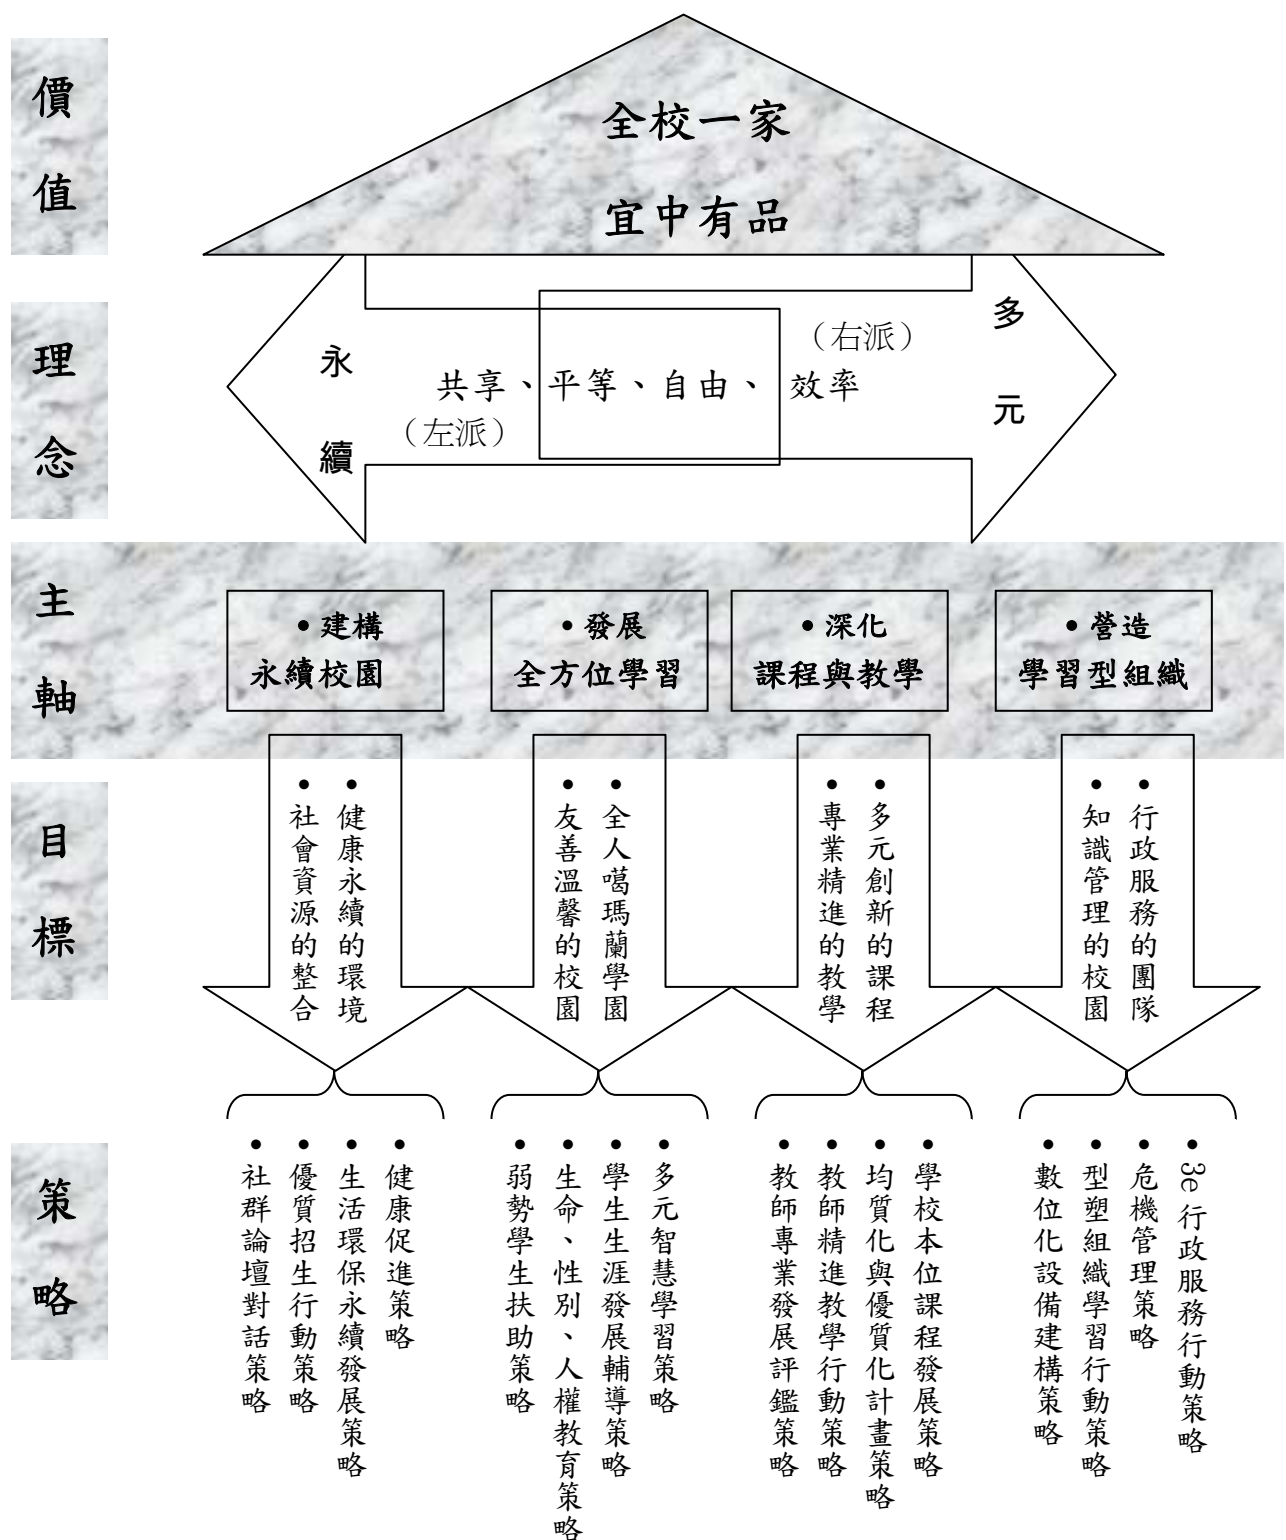 價值
全校一家
宜中有品
理念
永續
多元
(右派)
共享、平等、自由、 效率
(左派)
主軸
•建構
永續校園
•發展
全方位學習
•深化
課程與教學
•營造
學習型組織
目標
•健康永續的環境
•社會資源的整合
•全人噶瑪蘭學園
•友善溫馨的校園
•多元創新的課程
•專業精進的教學
•行政服務的團隊
•知識管理的校園
策略
•健康促進策略
•生活環保永續發展策略
•優質招生行動策略
•社群論壇對話策略
•多元智慧學習策略
•學生生涯發展輔導策略
•生命、性別、人權教育策略
•弱勢學生扶助策略
•學校本位課程發展策略
•均質化與優質化計畫策略
•教師精進教學行動策略
•教師專業發展評鑑策略
•3e 行政服務行動策略
•危機管理策略
•型塑組織學習行動策略
•數位化設備建構策略